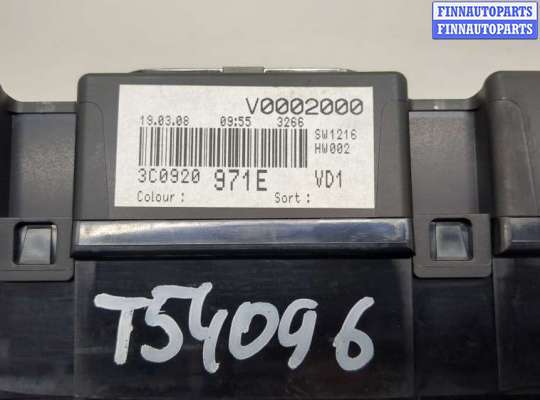 FINNAUTOPARTS
FINNAUTOPARTS
V0002000
19.03.08 09:55 3266
SW1216
HW002
3C0920 971E VD1
Colour : Sort :
T54096